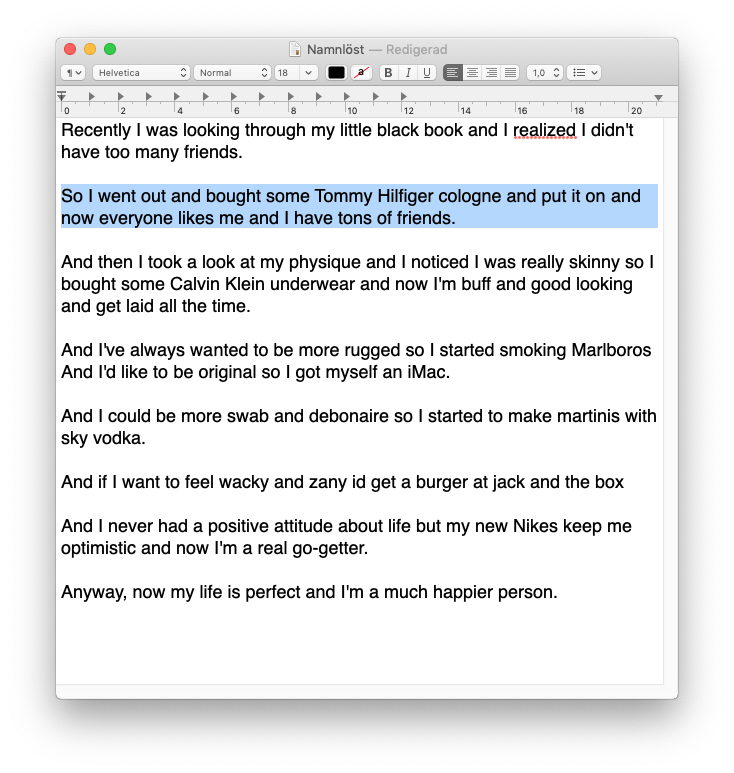 Namnlöst — Redigerad
¶ Helvetica Normal 18 a B I U 1,0
0 2 4 6 8 10 12 14 16 18 20
Recently I was looking through my little black book and I realized I didn't
have too many friends.
So I went out and bought some Tommy Hilfiger cologne and put it on and
now everyone likes me and I have tons of friends.
And then I took a look at my physique and I noticed I was really skinny so I
bought some Calvin Klein underwear and now I'm buff and good looking
and get laid all the time.
And I've always wanted to be more rugged so I started smoking Marlboros
And I'd like to be original so I got myself an iMac.
And I could be more swab and debonaire so I started to make martinis with
sky vodka.
And if I want to feel wacky and zany id get a burger at jack and the box
And I never had a positive attitude about life but my new Nikes keep me
optimistic and now I'm a real go-getter.
Anyway, now my life is perfect and I'm a much happier person.